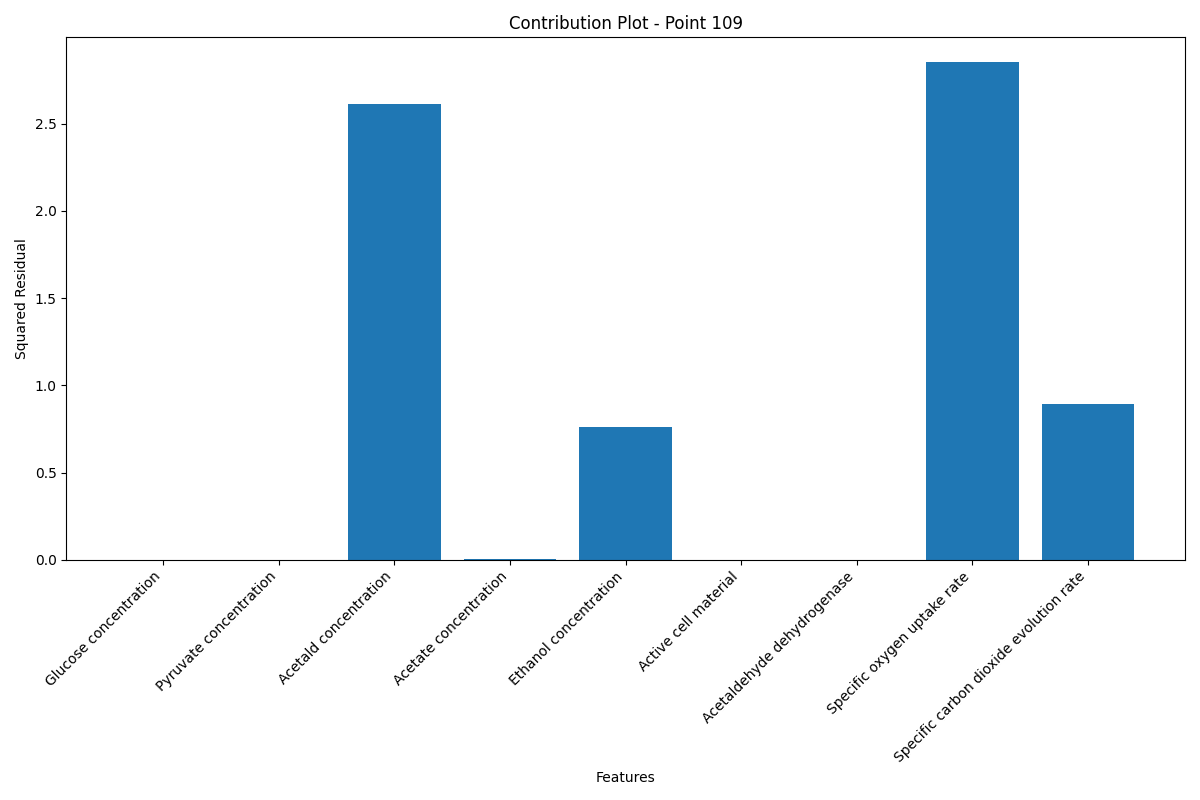 Contribution Plot - Point 109
Squared Residual
2.5
2.0
1.5
1.0
0.5
0.0
Glucose concentration
Pyruvate concentration
Acetald concentration
Acetate concentration
Ethanol concentration
Active cell material
Acetaldehyde dehydrogenase
Specific oxygen uptake rate
Specific carbon dioxide evolution rate
Features